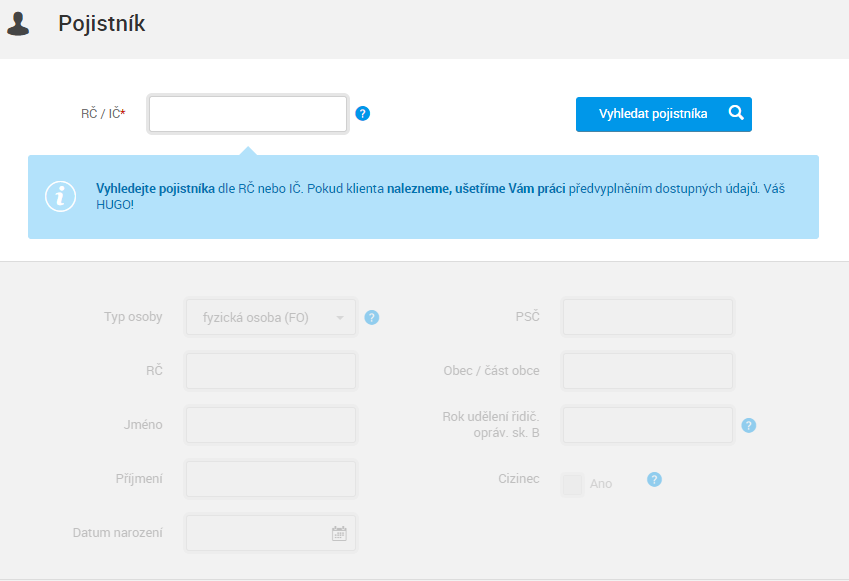 Pojistník
RČ / IČ*
?
Vyhledat pojistníka
Vyhledejte pojistníka dle RČ nebo IČ. Pokud klienta nalezneme, ušetříme Vám práci předvyplněním dostupných údajů. Váš
HUGO!
Typ osoby
fyzická osoba (FO)
?
RČ
Jméno
Příjmení
Datum narození
PSČ
Obec / část obce
Rok udělení řidič.
opráv. sk. B
?
Cizinec
Ano
?